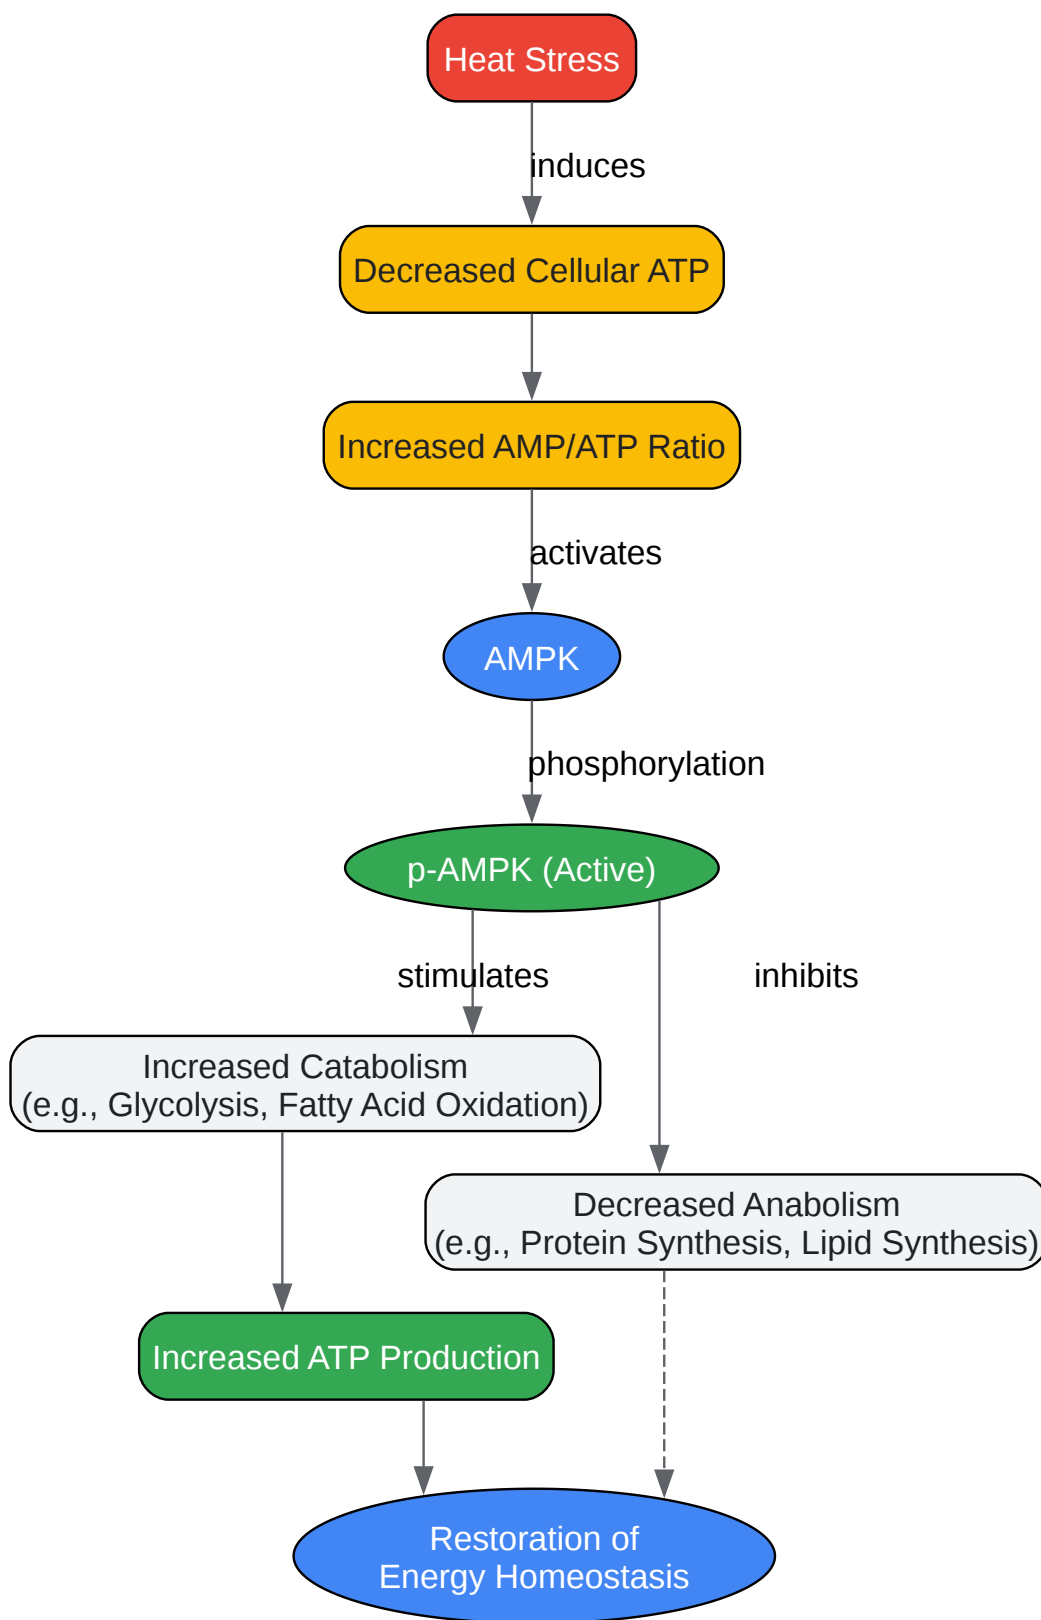 Heat Stress
induces
Decreased Cellular ATP
Increased AMP/ATP Ratio
activates
AMPK
phosphorylation
p-AMPK (Active)
stimulates
inhibits
Increased Catabolism
(e.g., Glycolysis, Fatty Acid Oxidation)
Decreased Anabolism
(e.g., Protein Synthesis, Lipid Synthesis)
Increased ATP Production
Restoration of
Energy Homeostasis